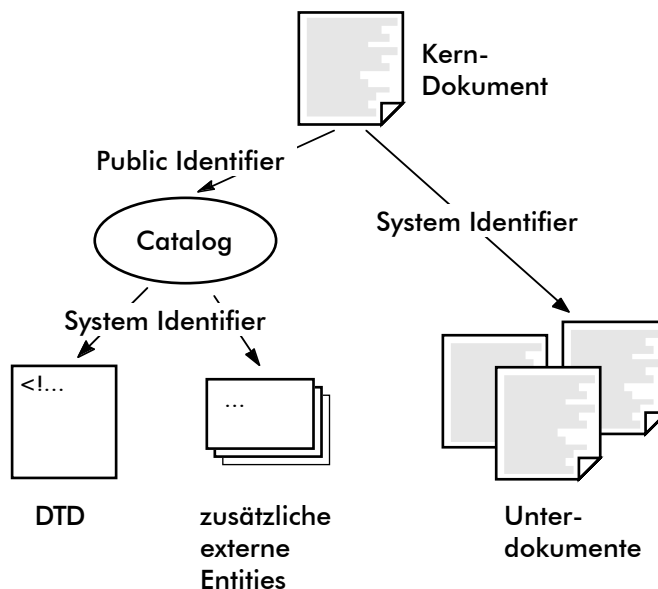 Kern-
Dokument
Public Identifier
Catalog
System Identifier
System Identifier
<!...
...
DTD
zusätzliche
externe
Entities
Unter-
dokumente